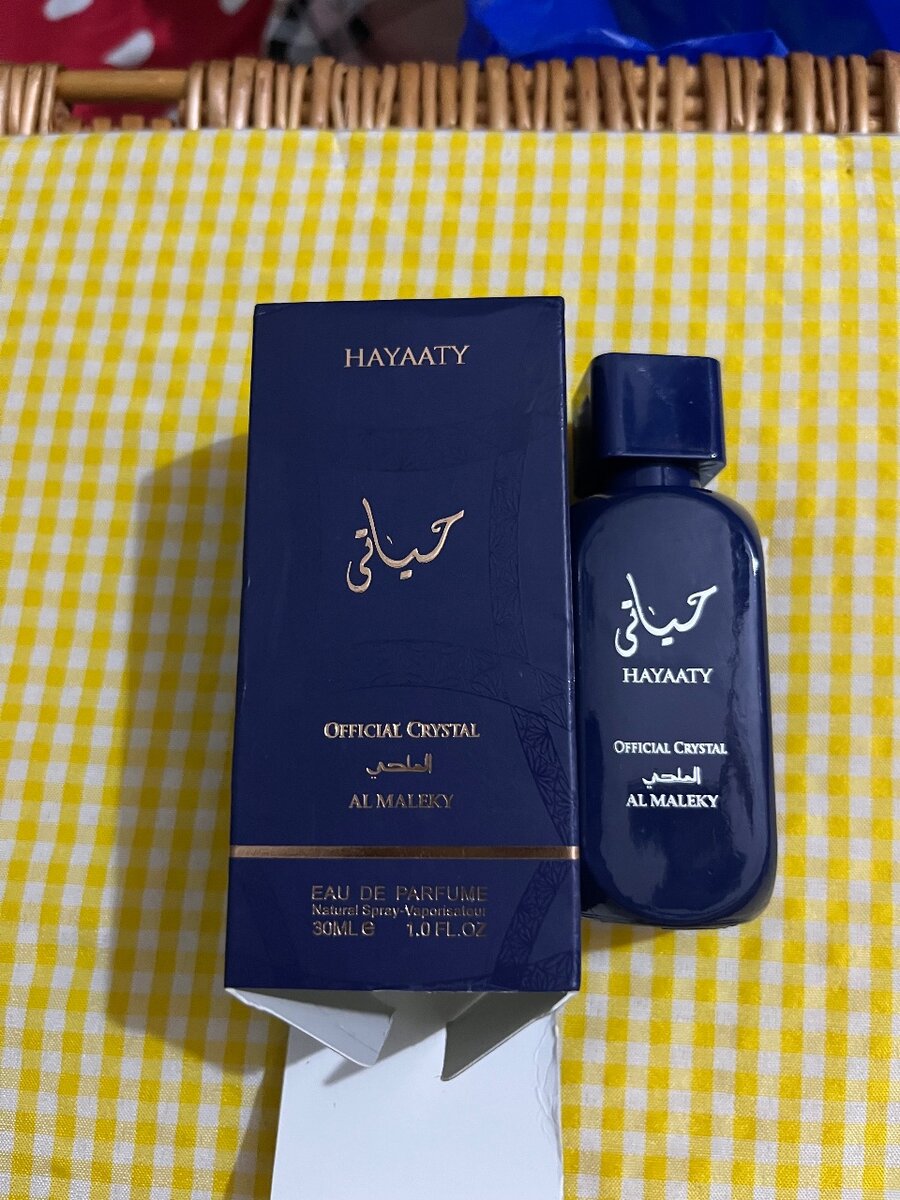 HAYAATY
حياتي
OFFICIAL CRYSTAL
الملكي
AL MALEKY
EAU DE PARFUME
Natural Spray-Vaporisateur
30ML e 1.0 FL.OZ
حياتي
HAYAATY
OFFICIAL CRYSTAL
الملكي
AL MALEKY